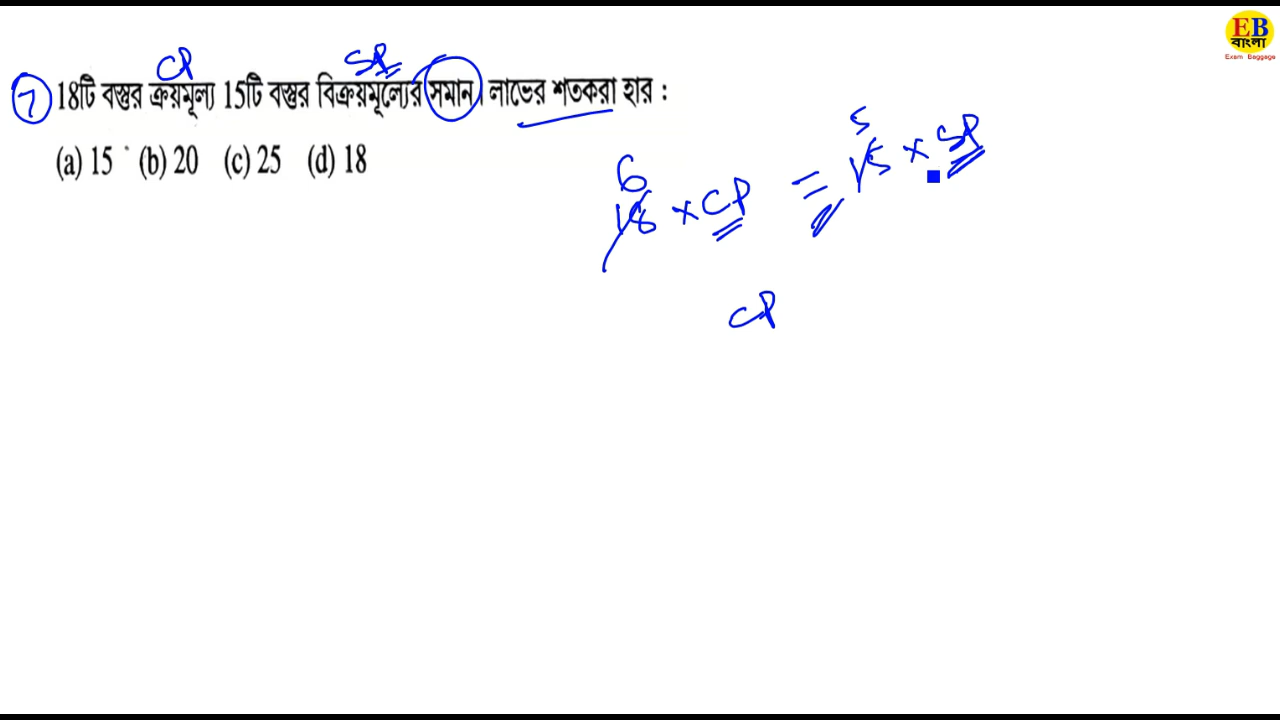 EB
বাংলা
Exam Baggage
CP SP
7 18টি বস্তুর ক্রয়মূল্য 15টি বস্তুর বিক্রয়মূল্যের সমান। লাভের শতকরা হার :
(a) 15 (b) 20 (c) 25 (d) 18
6 5
18 × CP = 15 × SP
CP